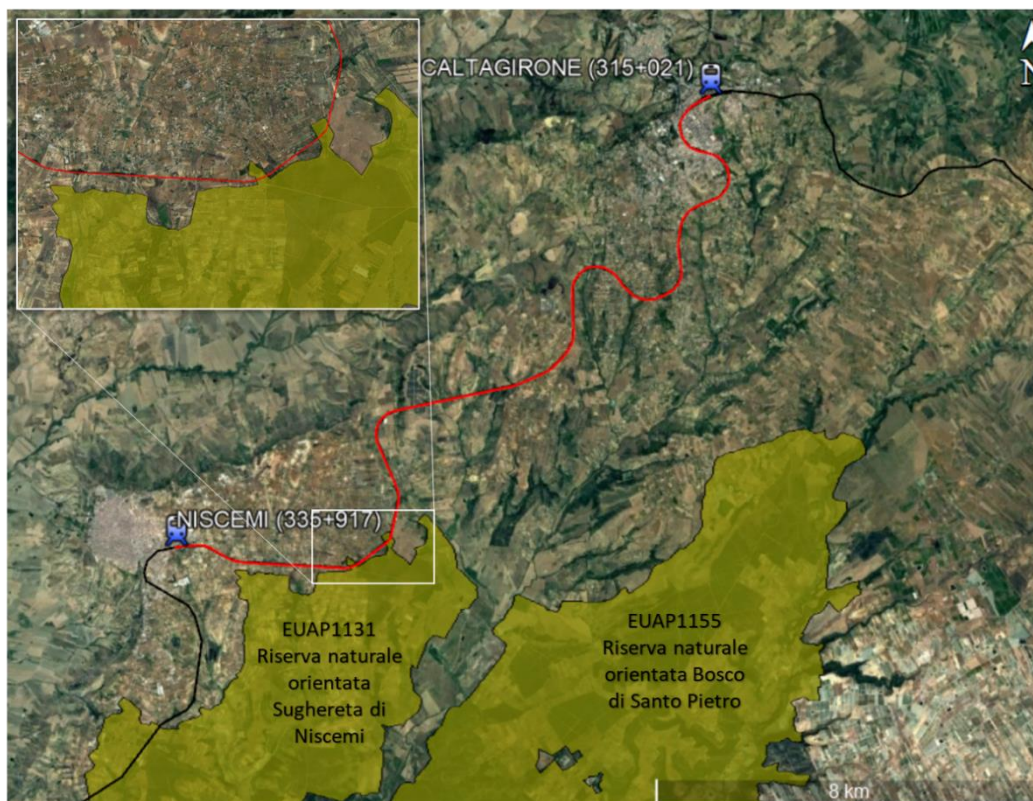 CALTAGIRONE (315+021)
N
NISCEMI (335+917)
EUAP1131
Riserva naturale
orientata
Sughereta di
Niscemi
EUAP1155
Riserva naturale
orientata Bosco
di Santo Pietro
8 km